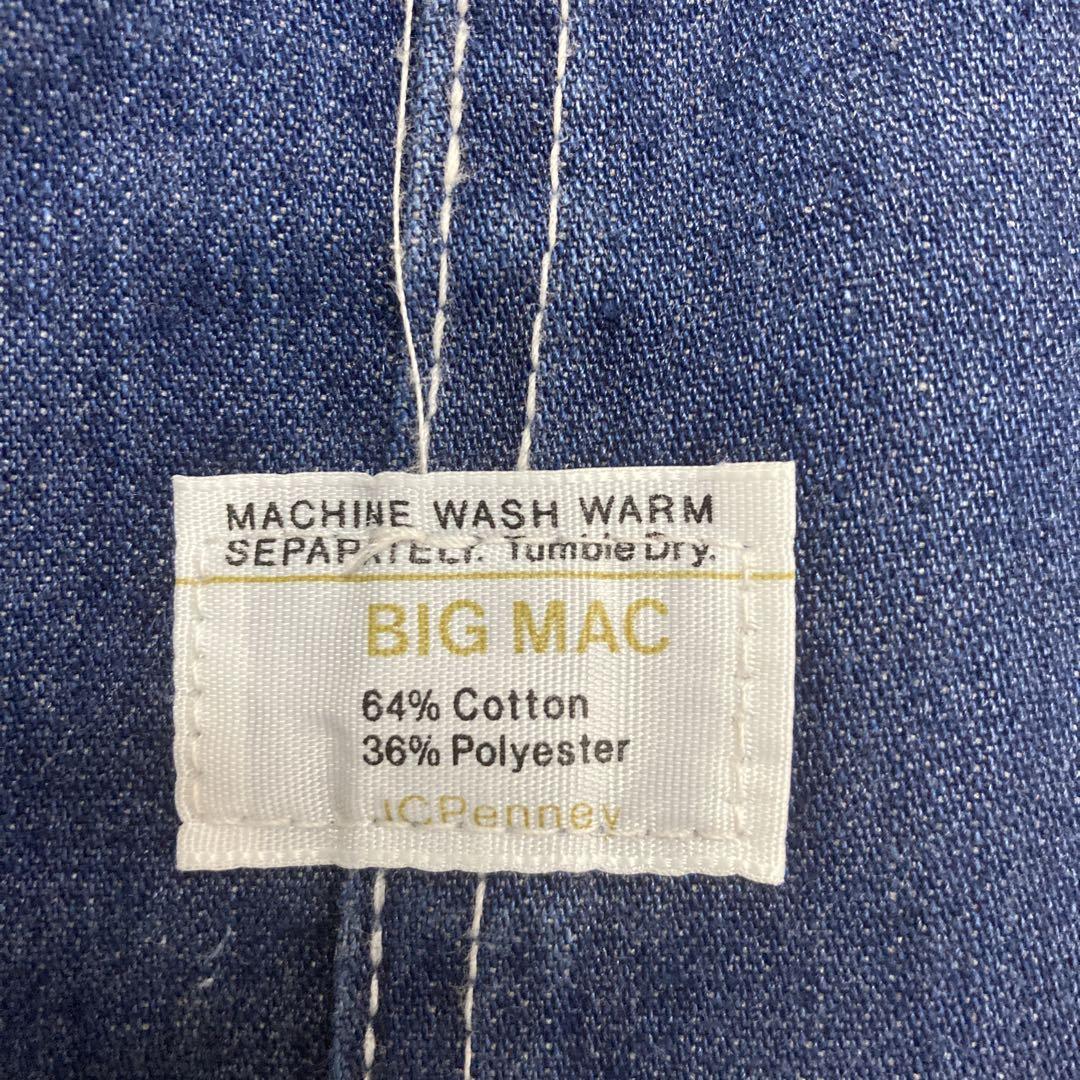 MACHINE WASH WARM
SEPARATELY. Tumble Dry.
BIG MAC
64% Cotton
36% Polyester
JCPenney